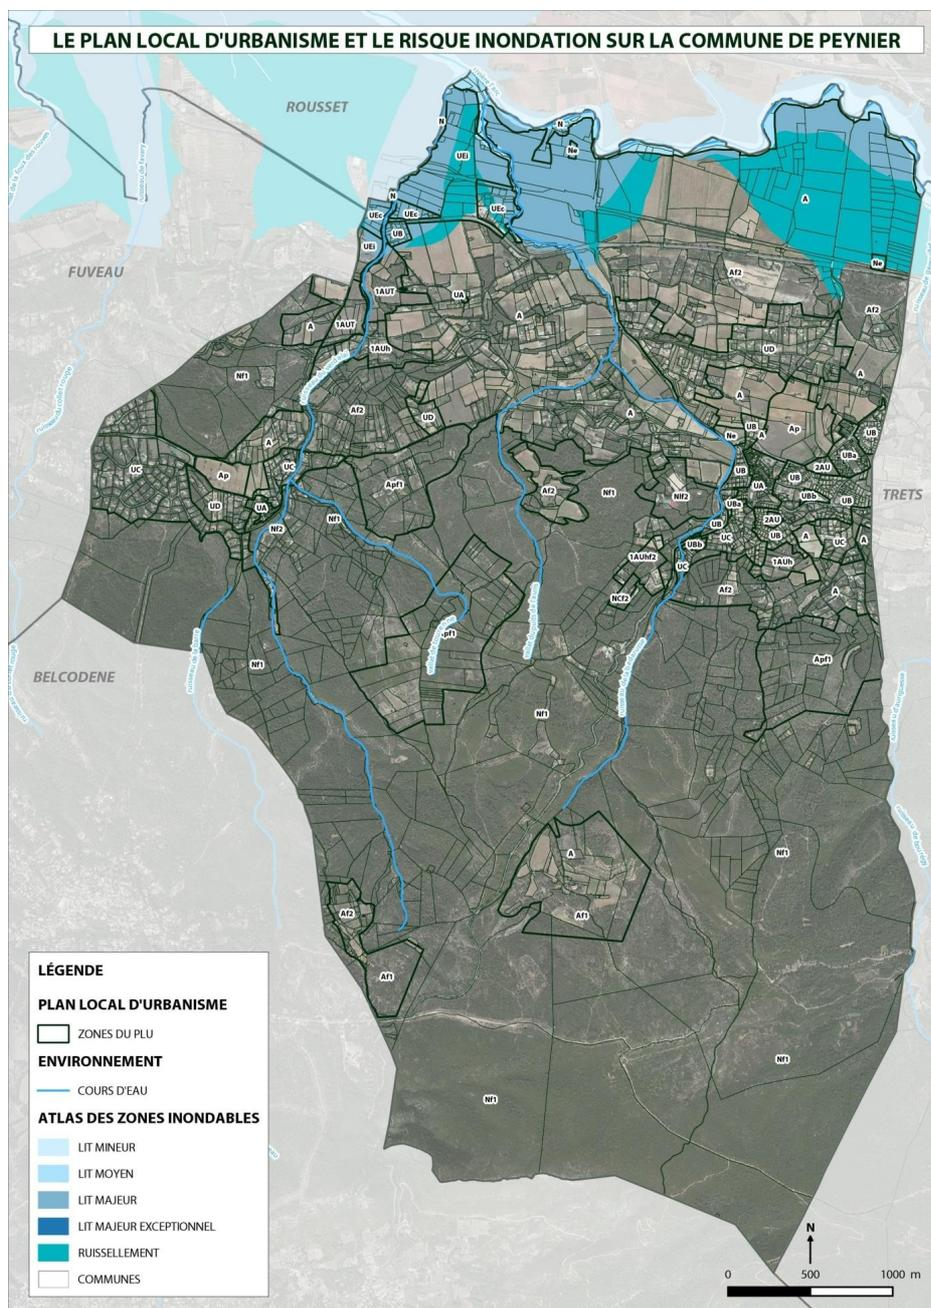 LE PLAN LOCAL D'URBANISME ET LE RISQUE INONDATION SUR LA COMMUNE DE PEYNIER
ROUSSET
N
N
UEi
Ne
A
N
UEc
UEc
UEc
UB
UEi
Ne
FUVEAU
Af2
1AUT
UA
Af2
A
1AUT
A
UD
1AUh
Nf1
A
A
Af2
UD
A
UB
A
Ap
UB
Ne
A
UBa
UC
UC
2AU
Ap
Apf1
UB
UB
Af2
Nf1
Nlf2
UA
UBb
UB
TRETS
UD
UA
UBa
2AU
Nf1
Nf2
UB
UC
UB
A
UC
A
UBb
1AUhf2
1AUh
UC
Af2
NCf2
A
Apf1
Apf1
Nf1
BELCODENE
Nf1
Nf1
A
Af2
Af1
Af1
Nf1
Nf1
LÉGENDE
PLAN LOCAL D'URBANISME
ZONES DU PLU
ENVIRONNEMENT
COURS D'EAU
ATLAS DES ZONES INONDABLES
LIT MINEUR
LIT MOYEN
LIT MAJEUR
LIT MAJEUR EXCEPTIONNEL
RUISSELLEMENT
COMMUNES
N
0 500 1000 m